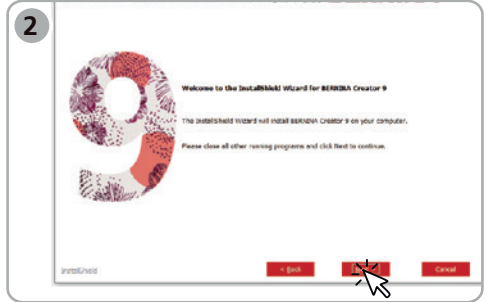 2
9
Welcome to the InstallShield Wizard for BERNINA Creator 9
The InstallShield Wizard will install BERNINA Creator 9 on your computer.
Please close all other running programs and click Next to continue.
InstallShield
< Back
Cancel